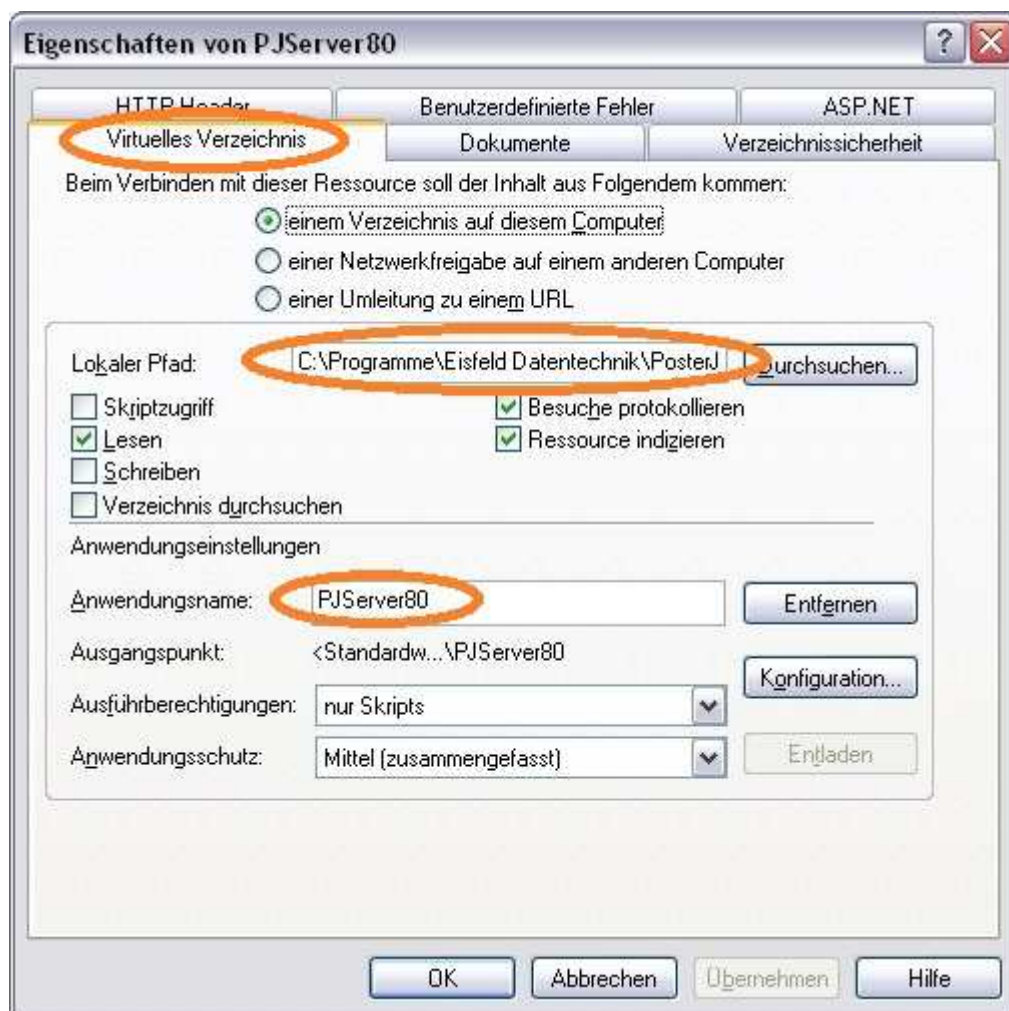 Eigenschaften von PJServer80
HTTP Header Benutzerdefinierte Fehler ASP.NET
Virtuelles Verzeichnis Dokumente Verzeichnissicherheit
Beim Verbinden mit dieser Ressource soll der Inhalt aus Folgendem kommen:
einem Verzeichnis auf diesem Computer
einer Netzwerkfreigabe auf einem anderen Computer
einer Umleitung zu einem URL
Lokaler Pfad: C:\Programme\Eisfeld Datentechnik\PosterJ Durchsuchen...
Skriptzugriff Besuche protokollieren
Lesen Ressource indizieren
Schreiben
Verzeichnis durchsuchen
Anwendungseinstellungen
Anwendungsname: PJServer80 Entfernen
Ausgangspunkt: <Standardw...\PJServer80
Konfiguration...
Ausführberechtigungen: nur Skripts
Anwendungsschutz: Mittel (zusammengefasst) Entladen
OK Abbrechen Übernehmen Hilfe